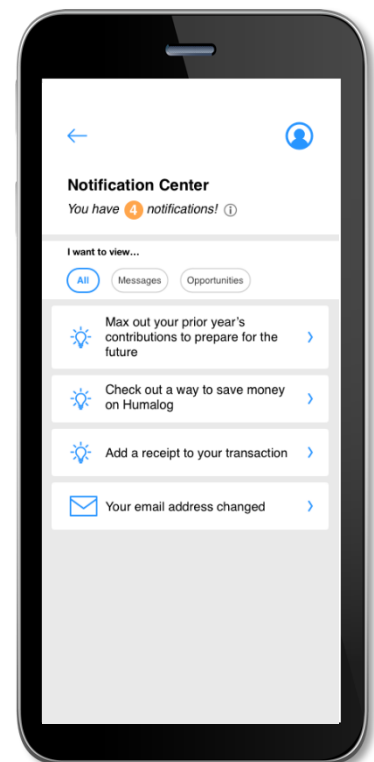 Notification Center
You have 4 notifications!
I want to view...
All Messages Opportunities
Max out your prior year's
contributions to prepare for the
future
Check out a way to save money
on Humalog
Add a receipt to your transaction
Your email address changed